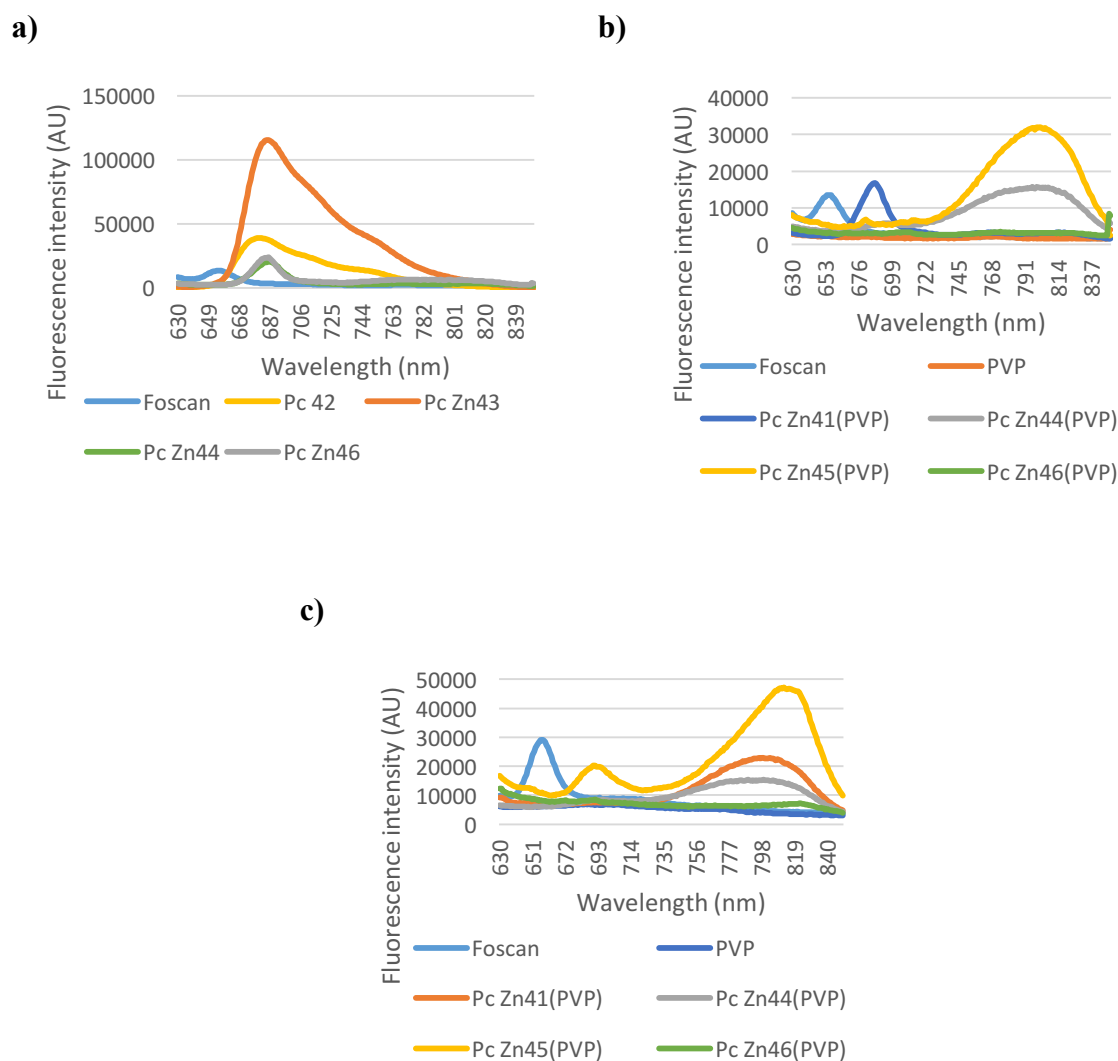 a)
Fluorescence intensity (AU)
150000
100000
50000
0
630 649 668 687 706 725 744 763 782 801 820 839
Wavelength (nm)
Foscan Pc 42 Pc Zn43
Pc Zn44 Pc Zn46
b)
Fluorescence intensity (AU)
40000
30000
20000
10000
0
630 653 676 699 722 745 768 791 814 837
Wavelength (nm)
Foscan PVP
Pc Zn41(PVP) Pc Zn44(PVP)
Pc Zn45(PVP) Pc Zn46(PVP)
c)
Fluorescence intensity (AU)
50000
40000
30000
20000
10000
0
630 651 672 693 714 735 756 777 798 819 840
Wavelength (nm)
Foscan PVP
Pc Zn41(PVP) Pc Zn44(PVP)
Pc Zn45(PVP) Pc Zn46(PVP)